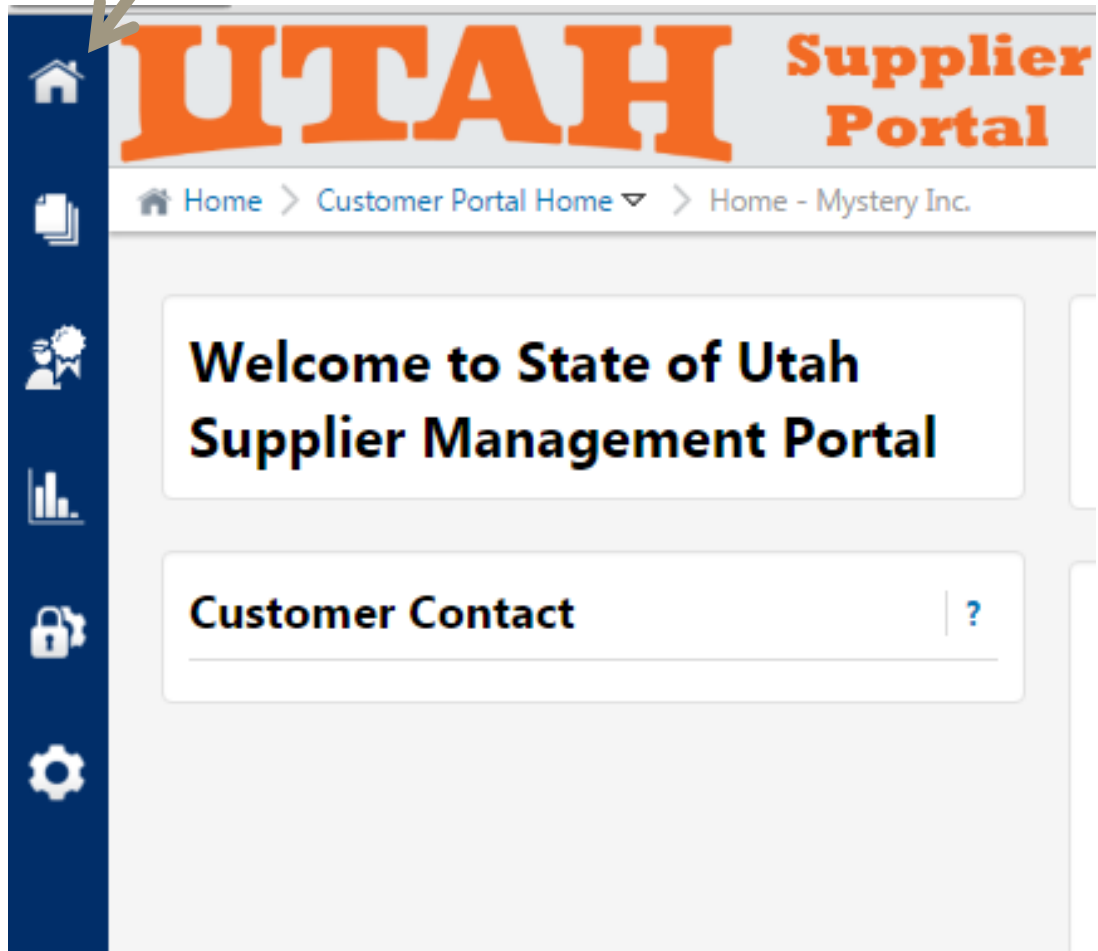 UTAH Supplier
Portal
Home > Customer Portal Home > Home - Mystery Inc.
Welcome to State of Utah
Supplier Management Portal
Customer Contact ?